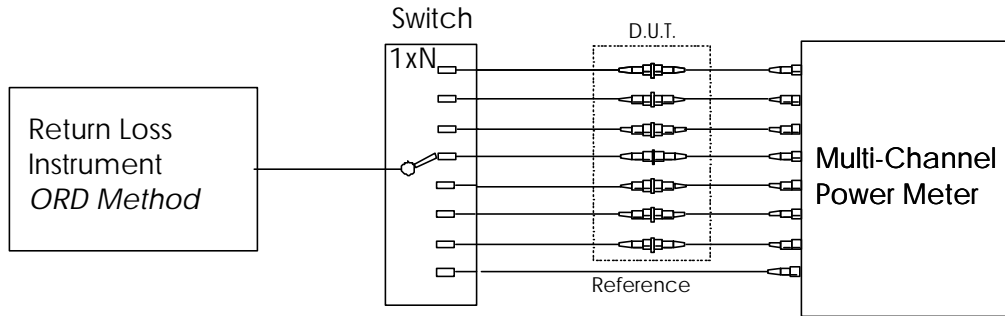 Switch
1xN
D.U.T.
Return Loss
Instrument
ORD Method
Multi-Channel
Power Meter
Reference